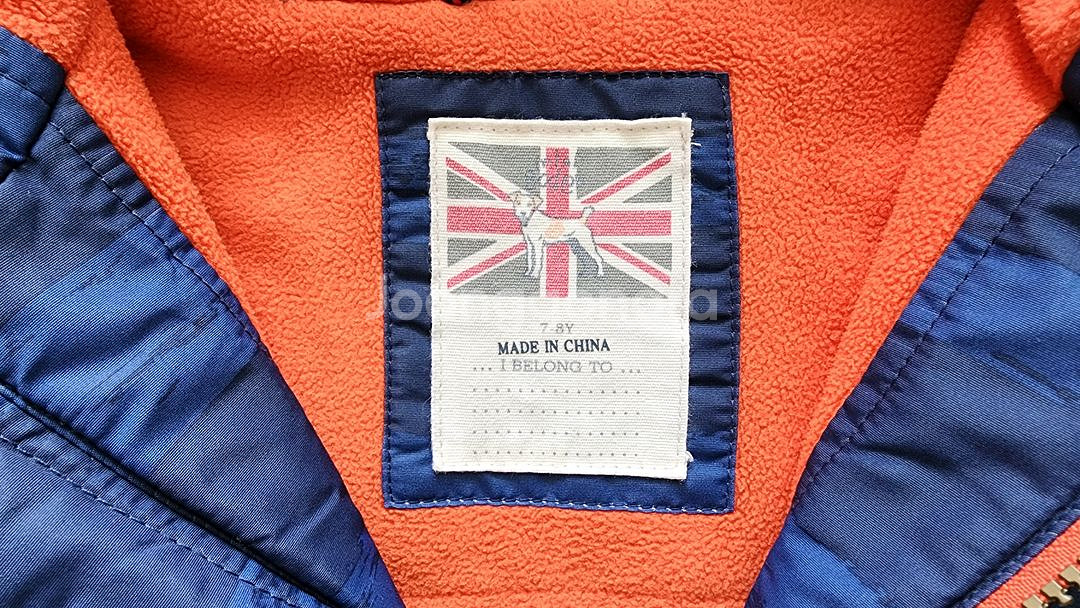 7-8Y
MADE IN CHINA
... I BELONG TO ...